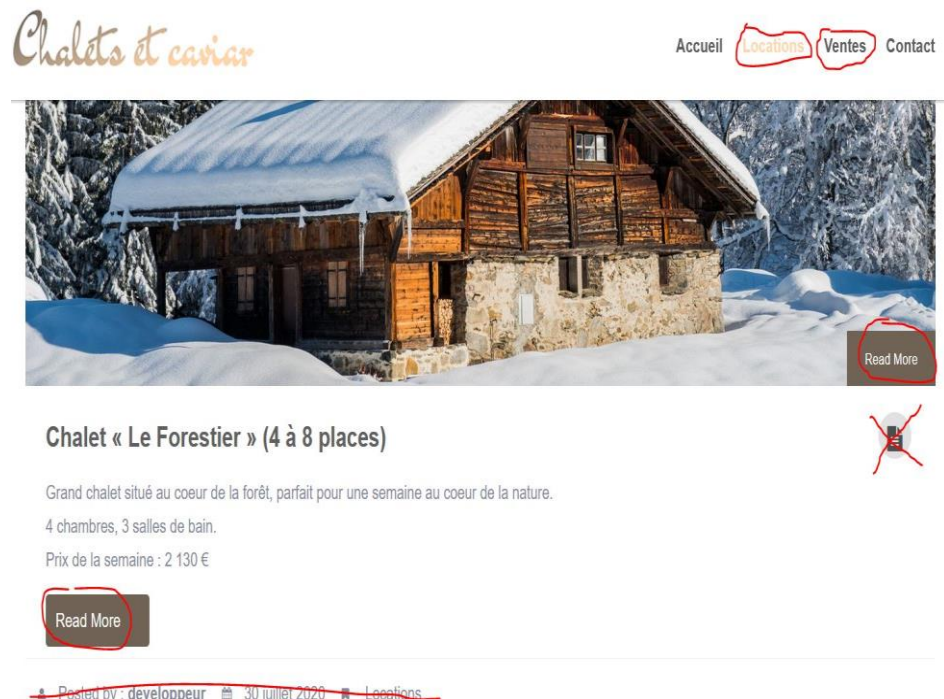 Chalets et caviar
Accueil Locations Ventes Contact
Read More
Chalet « Le Forestier » (4 à 8 places)
Grand chalet situé au coeur de la forêt, parfait pour une semaine au coeur de la nature.
4 chambres, 3 salles de bain.
Prix de la semaine : 2 130 €
Read More
Posted by : developpeur 30 juillet 2020 Locations